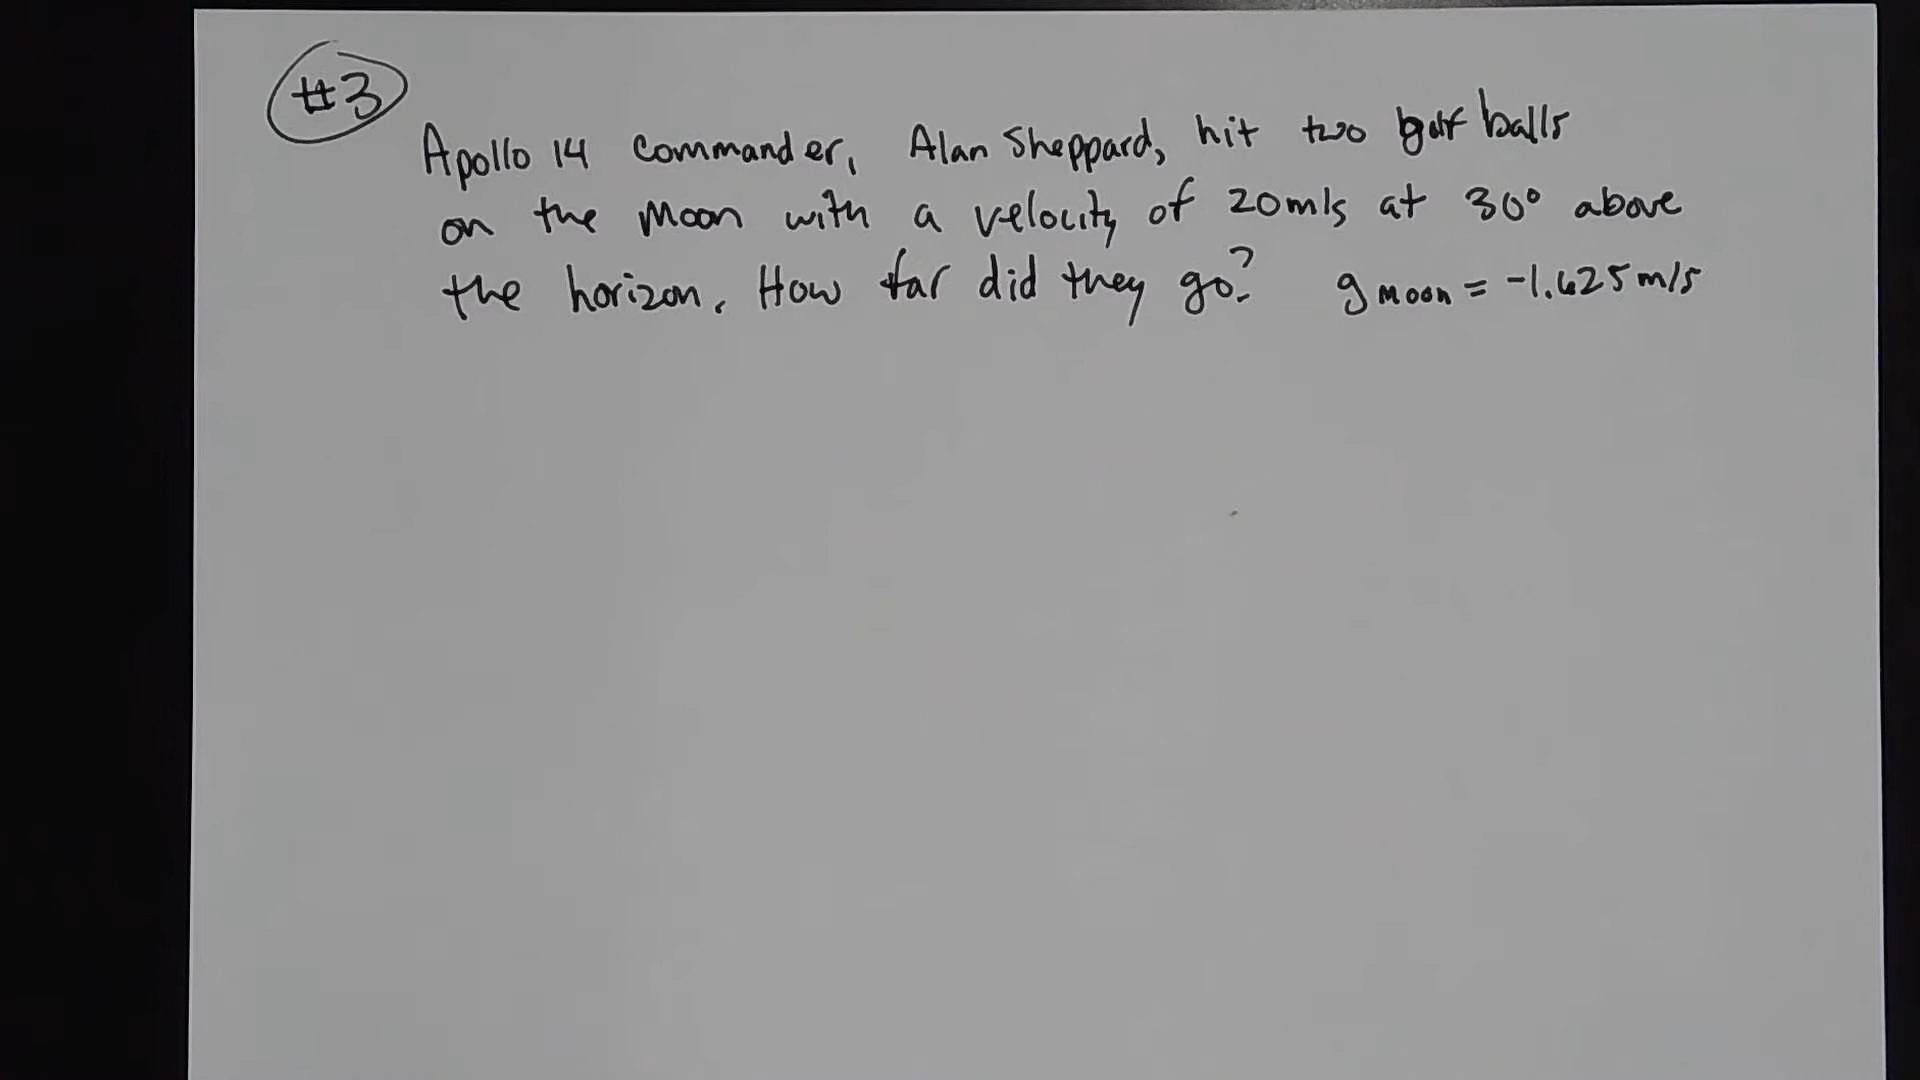 #3
Apollo 14 commander, Alan Sheppard, hit two golf balls
on the Moon with a velocity of 20m/s at 30° above
the horizon. How far did they go? g moon = -1.625 m/s